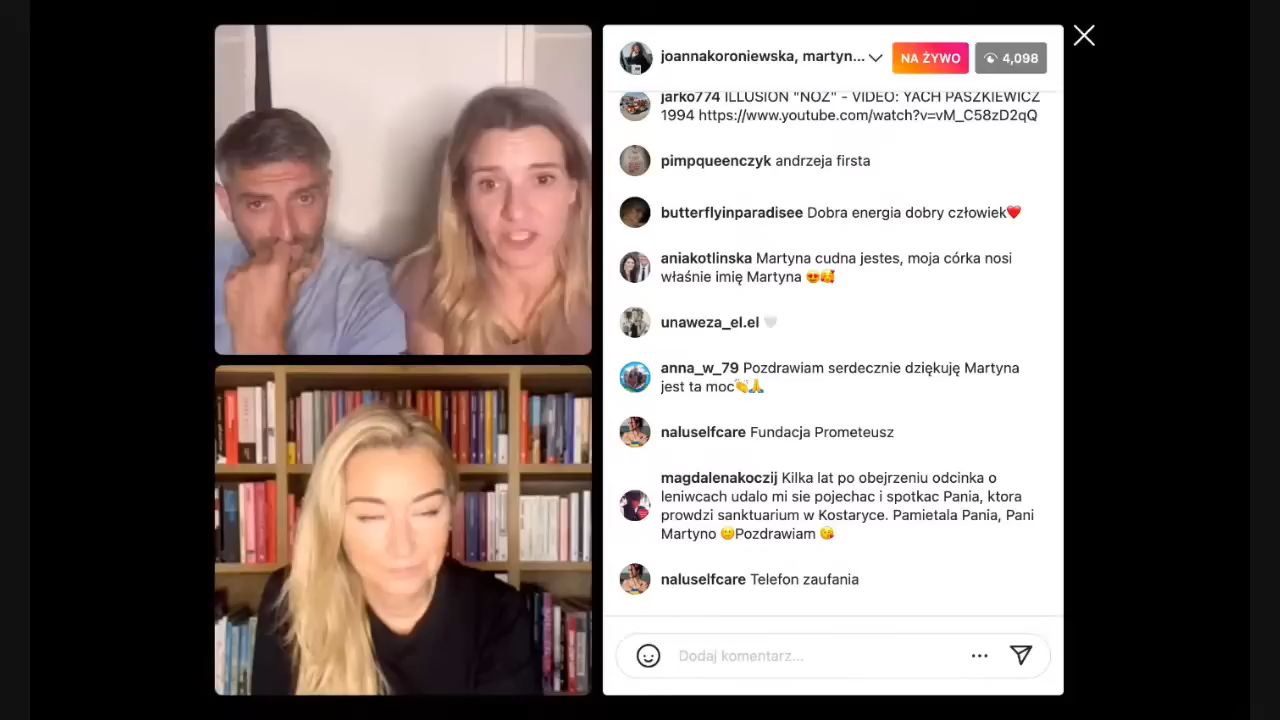 joannakoroniewska, martyn...
NA ŻYWO
4,098
jarko774 ILLUSION "NOZ" - VIDEO: YACH PASZKIEWICZ
1994 https://www.youtube.com/watch?v=vM_C58zD2qQ
pimpqueenczyk andrzeja firsta
butterflyinparadisee Dobra energia dobry człowiek❤️
aniakotlinska Martyna cudna jestes, moja córka nosi
właśnie imię Martyna 😍🥰
unaweza_el.el 🤍
anna_w_79 Pozdrawiam serdecznie dziękuję Martyna
jest ta moc👏🙏
naluselfcare Fundacja Prometeusz
magdalenakoczij Kilka lat po obejrzeniu odcinka o
leniwcach udalo mi sie pojechac i spotkac Pania, ktora
prowdzi sanktuarium w Kostaryce. Pamietala Pania, Pani
Martyno 🙂Pozdrawiam 😘
naluselfcare Telefon zaufania
Dodaj komentarz...